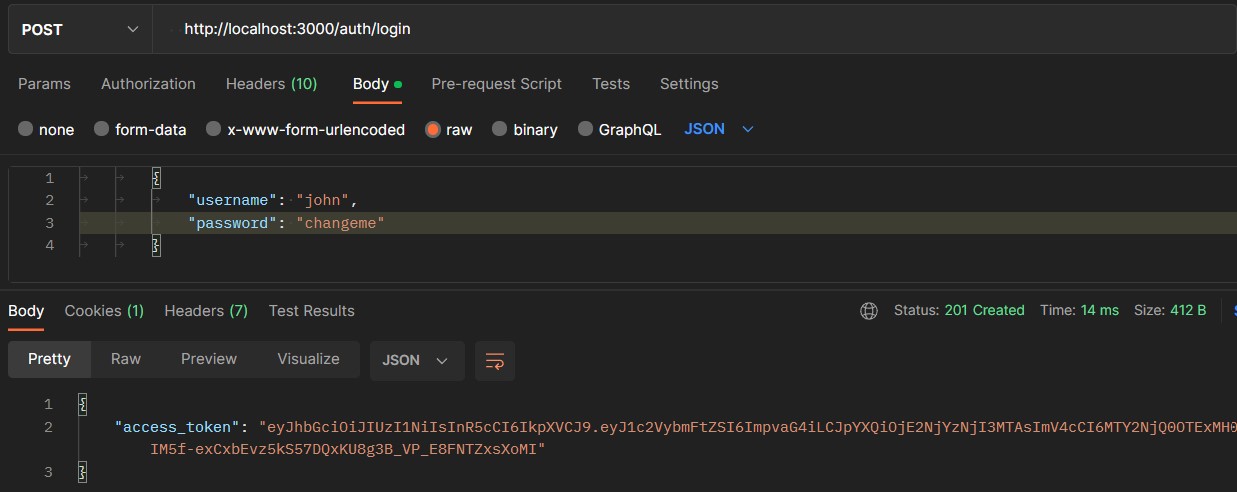 POST http://localhost:3000/auth/login
Params Authorization Headers (10) Body Pre-request Script Tests Settings
none form-data x-www-form-urlencoded raw binary GraphQL JSON
1 {
2 "username": "john",
3 "password": "changeme"
4 }
Body Cookies (1) Headers (7) Test Results Status: 201 Created Time: 14 ms Size: 412 B
Pretty Raw Preview Visualize JSON
1 {
2 "access_token": "eyJhbGciOiJIUzI1NiIsInR5cCI6IkpXVCJ9.eyJ1c2VybmFtZSI6ImpvaG4iLCJpYXQiOjE2NjYzNjI3MTAsImV4cCI6MTY2NjQ0OTExMH0
IM5f-exCxbEvz5kS57DQxKU8g3B_VP_E8FNTZxsXoMI"
3 }